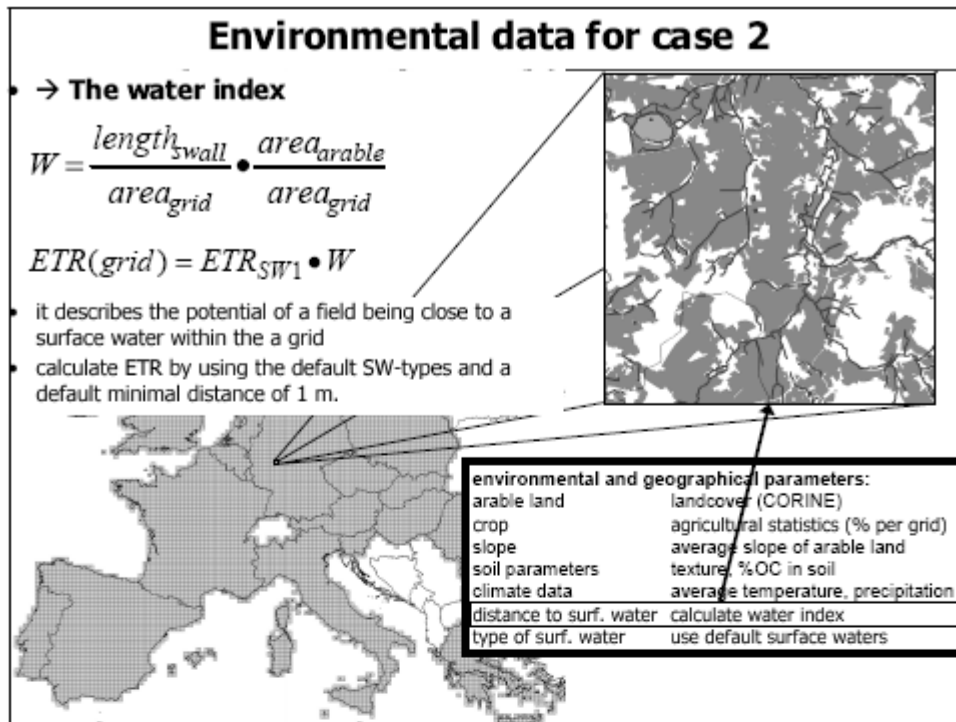 Environmental data for case 2
• → The water index
W = length_swall / area_grid • area_arable / area_grid
ETR(grid) = ETR_SW1 • W
• it describes the potential of a field being close to a
surface water within the a grid
• calculate ETR by using the default SW-types and a
default minimal distance of 1 m.
environmental and geographical parameters:
arable land landcover (CORINE)
crop agricultural statistics (% per grid)
slope average slope of arable land
soil parameters texture, %OC in soil
climate data average temperature, precipitation
distance to surf. water calculate water index
type of surf. water use default surface waters